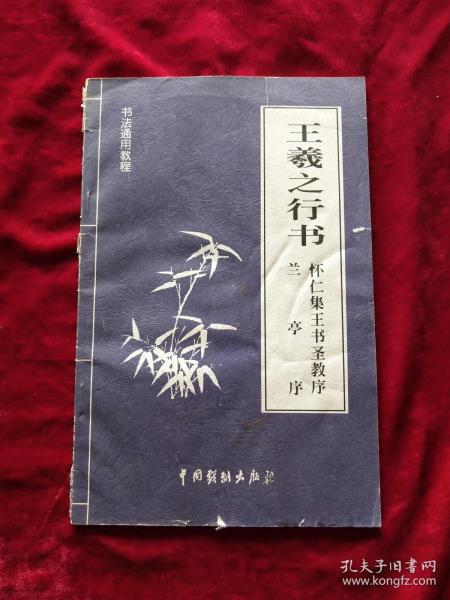 书法通用教程
王羲之行书
怀仁集王书圣教序
兰亭序
中国戏剧出版社
孔夫子旧书网
www.kongfz.com